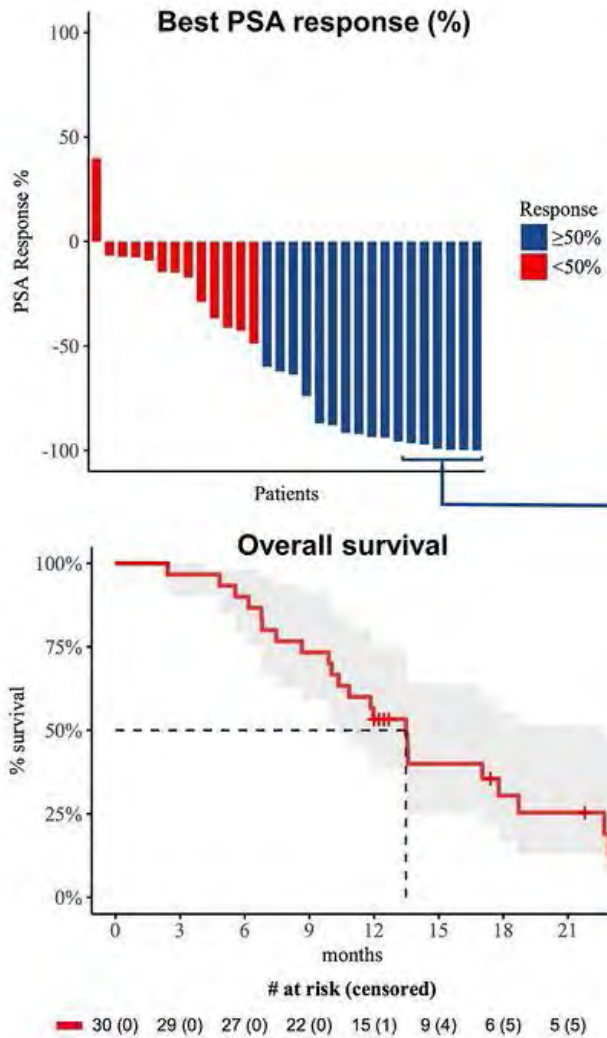 Best PSA response (%)
100
50
0
-50
-100
PSA Response %
Response
≥50%
<50%
Patients
Overall survival
100%
75%
50%
25%
0%
% survival
0 3 6 9 12 15 18 21
months
# at risk (censored)
30 (0) 29 (0) 27 (0) 22 (0) 15 (1) 9 (4) 6 (5) 5 (5)